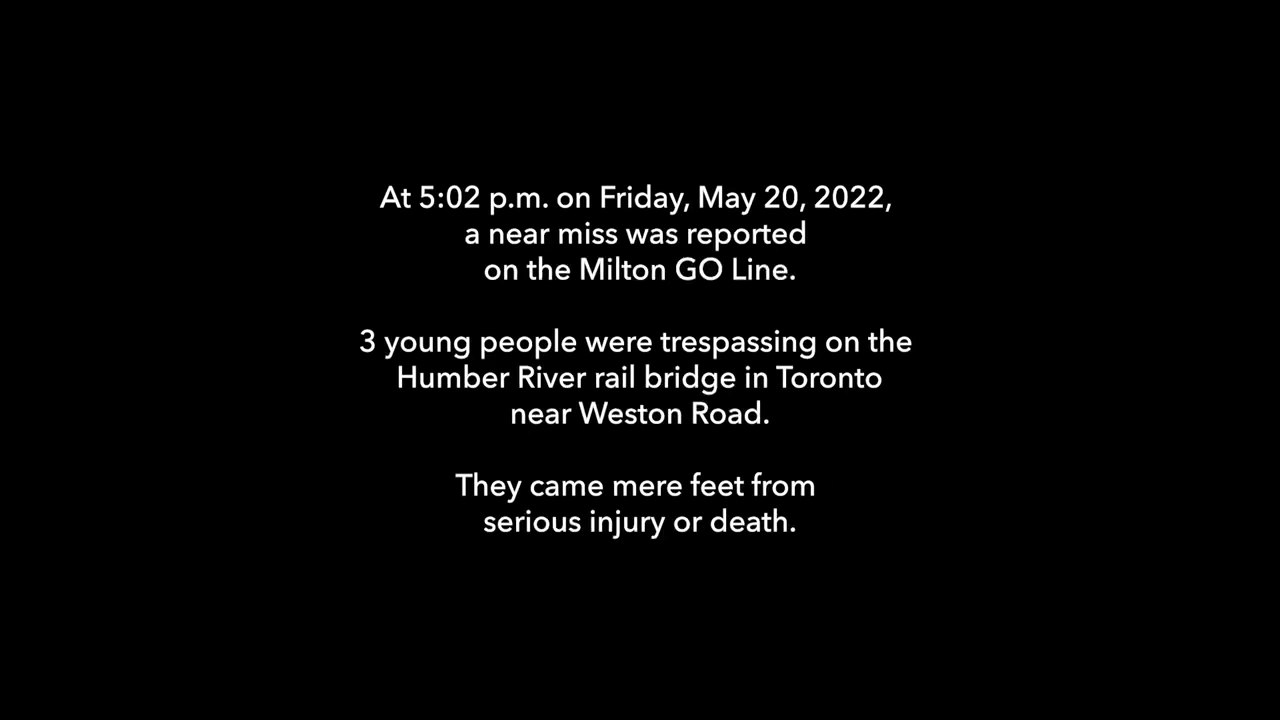 At 5:02 p.m. on Friday, May 20, 2022,
a near miss was reported
on the Milton GO Line.
3 young people were trespassing on the
Humber River rail bridge in Toronto
near Weston Road.
They came mere feet from
serious injury or death.